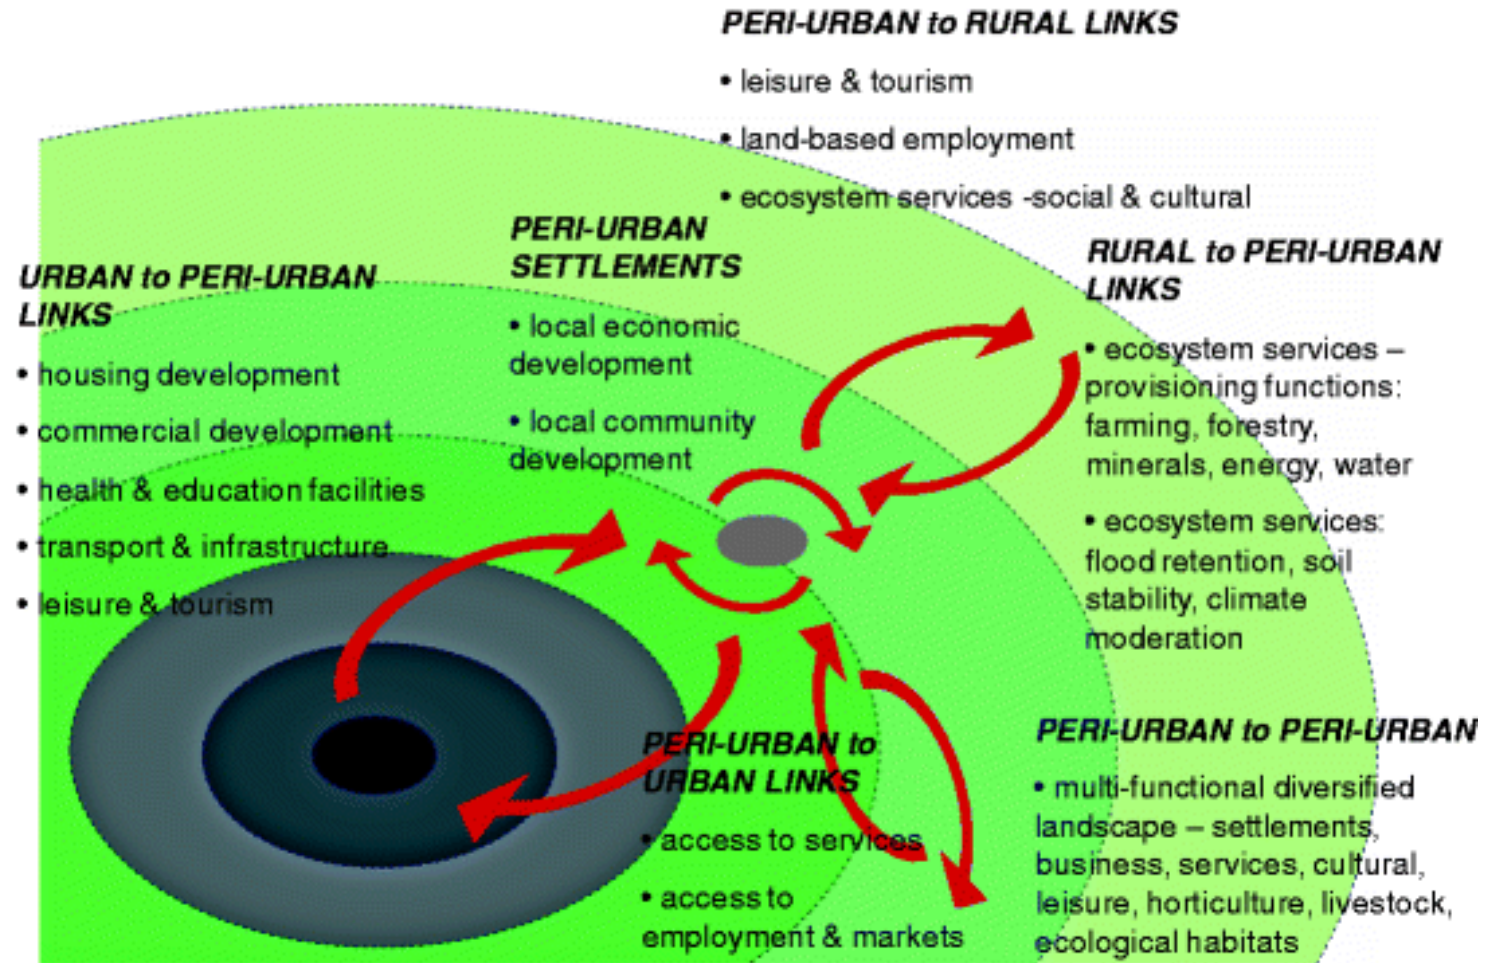 PERI-URBAN to RURAL LINKS
• leisure & tourism
• land-based employment
• ecosystem services -social & cultural
PERI-URBAN
SETTLEMENTS
• local economic
development
• local community
development
URBAN to PERI-URBAN
LINKS
• housing development
• commercial development
• health & education facilities
• transport & infrastructure
• leisure & tourism
RURAL to PERI-URBAN
LINKS
• ecosystem services –
provisioning functions:
farming, forestry,
minerals, energy, water
• ecosystem services:
flood retention, soil
stability, climate
moderation
PERI-URBAN to
URBAN LINKS
• access to services
• access to
employment & markets
PERI-URBAN to PERI-URBAN
• multi-functional diversified
landscape – settlements,
business, services, cultural,
leisure, horticulture, livestock,
ecological habitats